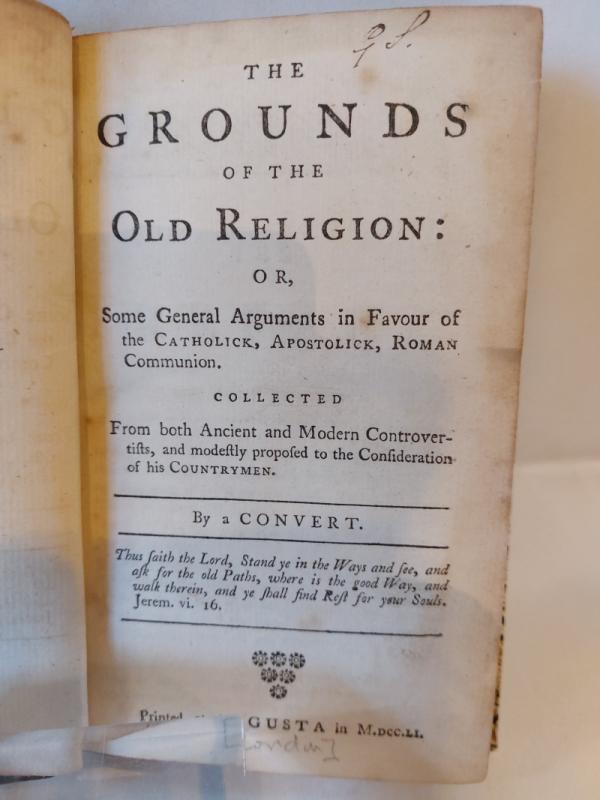 G S.
THE
GROUNDS
OF THE
OLD RELIGION:
OR,
Some General Arguments in Favour of
the CATHOLICK, APOSTOLICK, ROMAN
Communion.
COLLECTED
From both Ancient and Modern Controver-
tiſts, and modeſtly propoſed to the Conſideration
of his COUNTRYMEN.
By a CONVERT.
Thus ſaith the Lord, Stand ye in the Ways and ſee, and
aſk for the old Paths, where is the good Way, and
walk therein, and ye ſhall find Reſt for your Souls.
Jerem. vi. 16.
Printed GUSTA in M.DCC.LI.
[London]